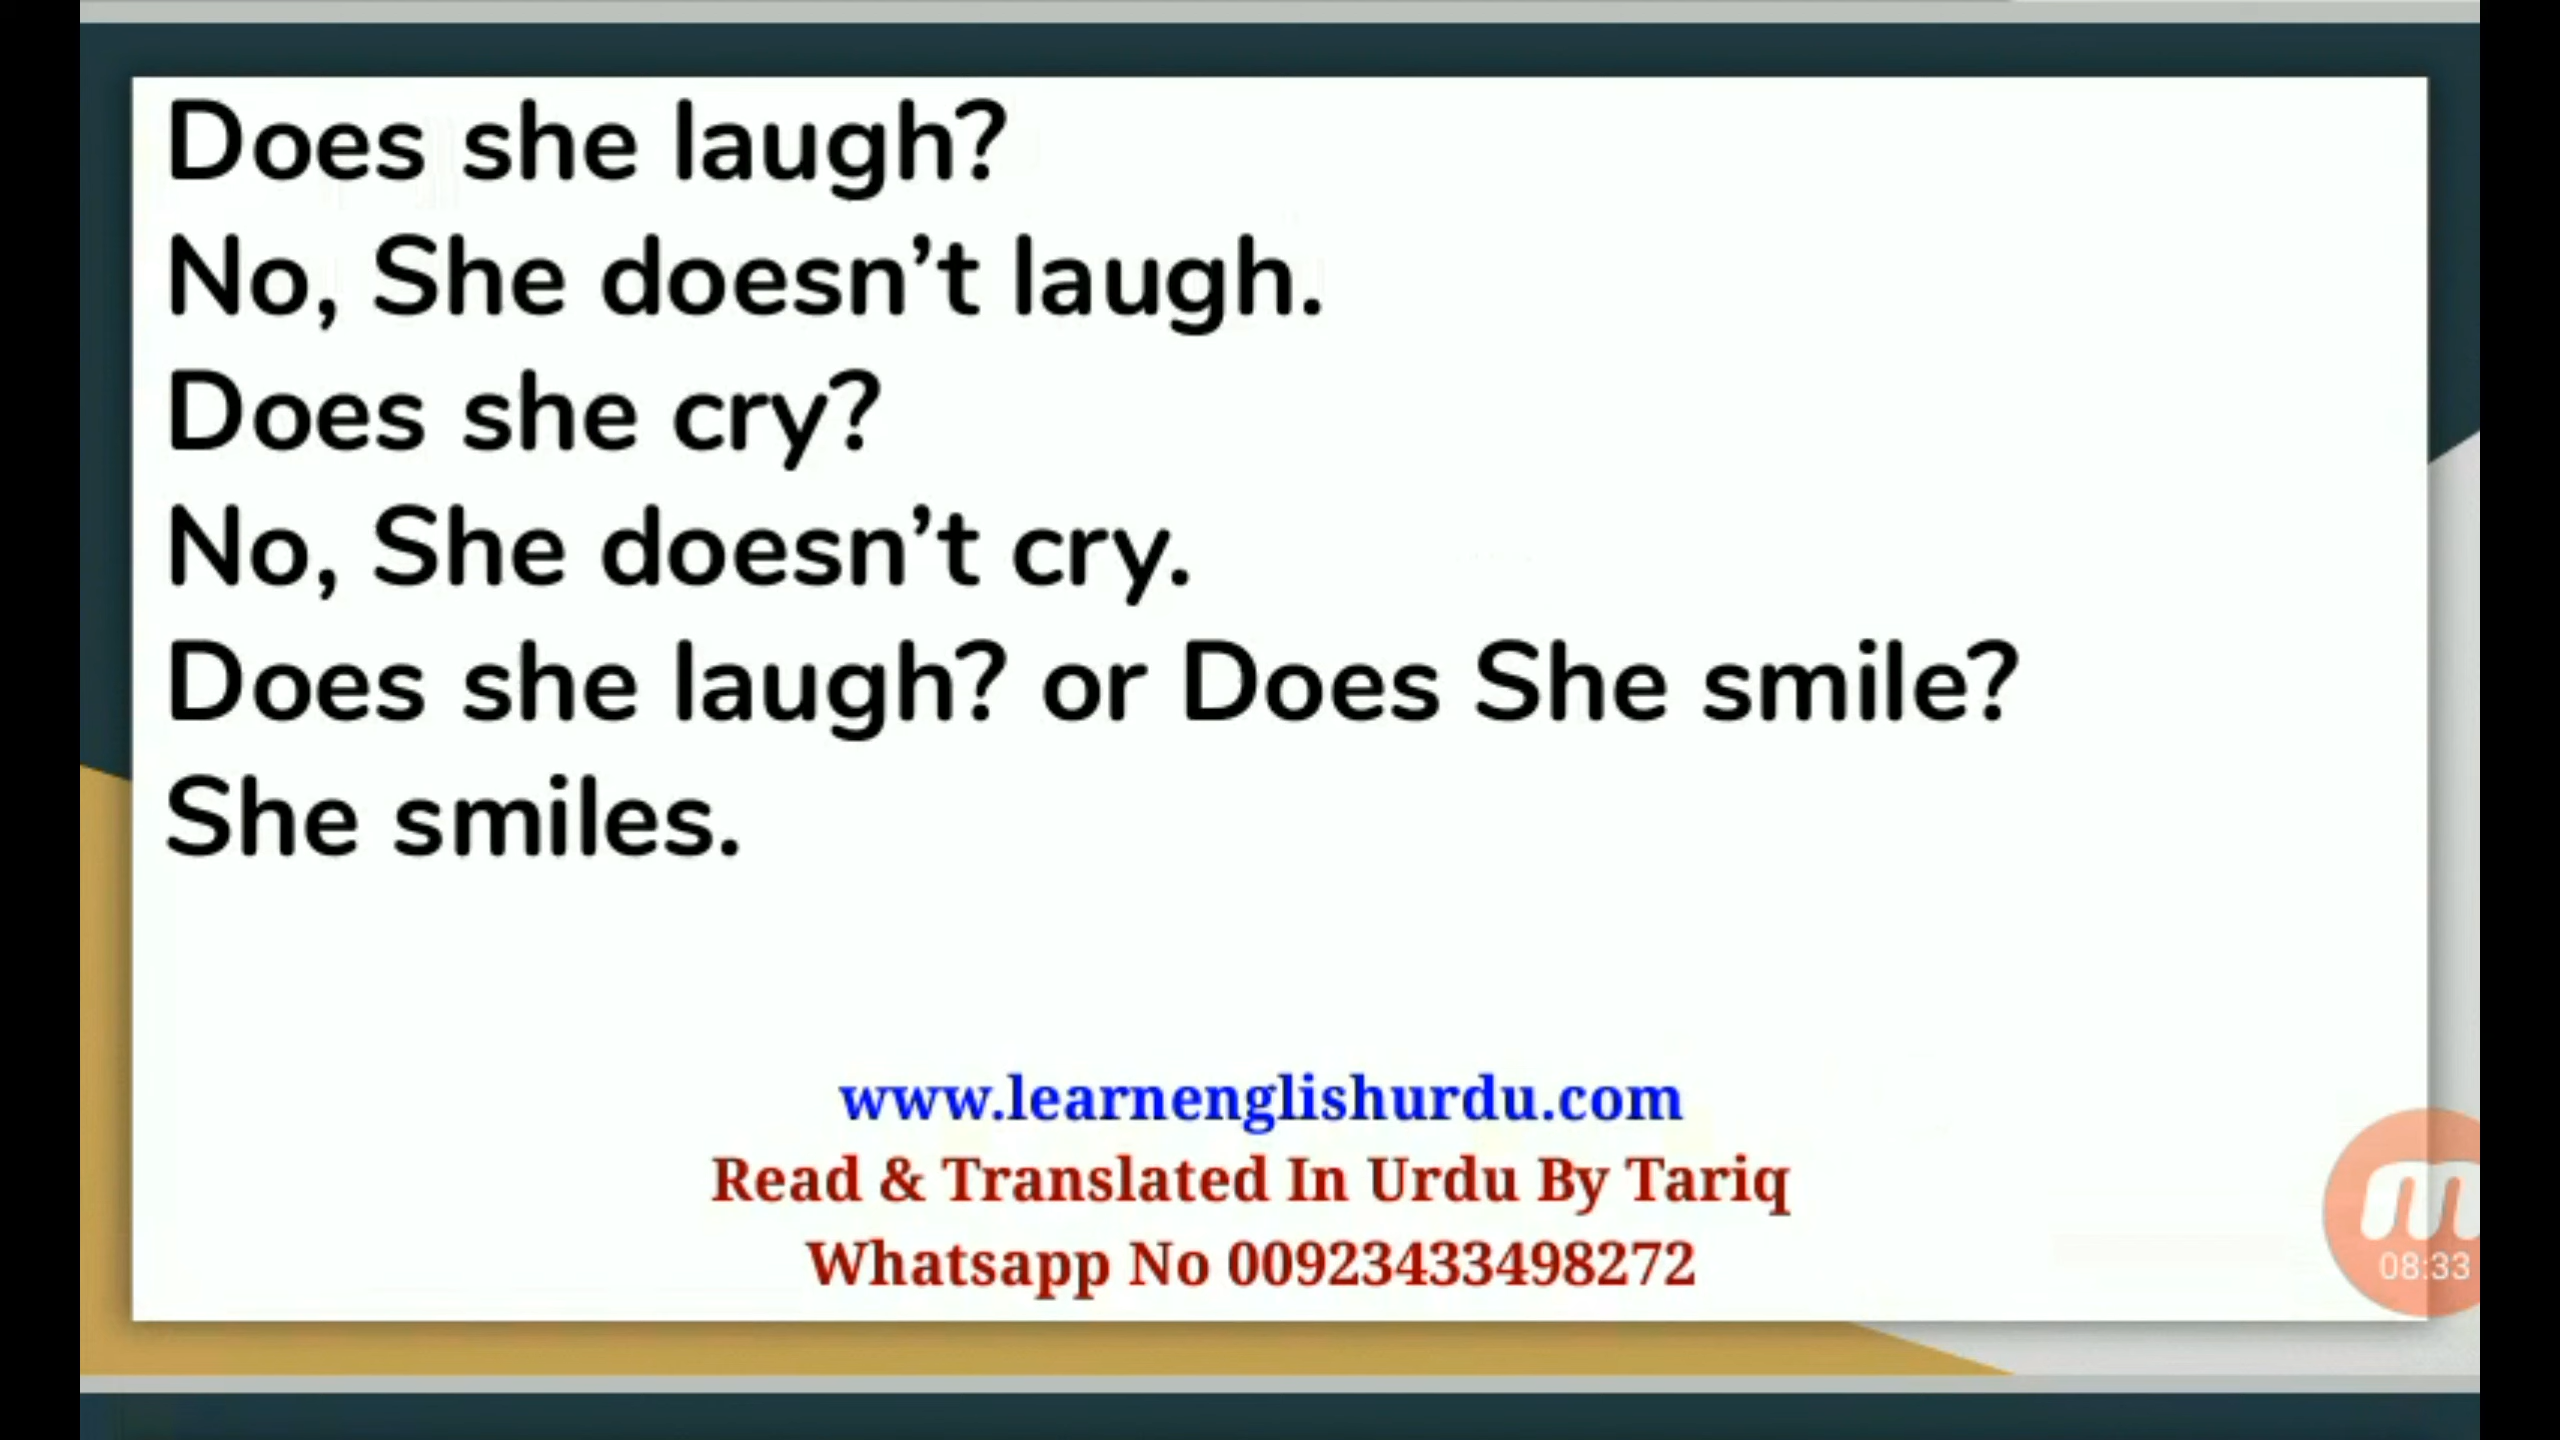 Does she laugh?
No, She doesn’t laugh.
Does she cry?
No, She doesn’t cry.
Does she laugh? or Does She smile?
She smiles.
www.learnenglishurdu.com
Read & Translated In Urdu By Tariq
Whatsapp No 00923433498272
08:33